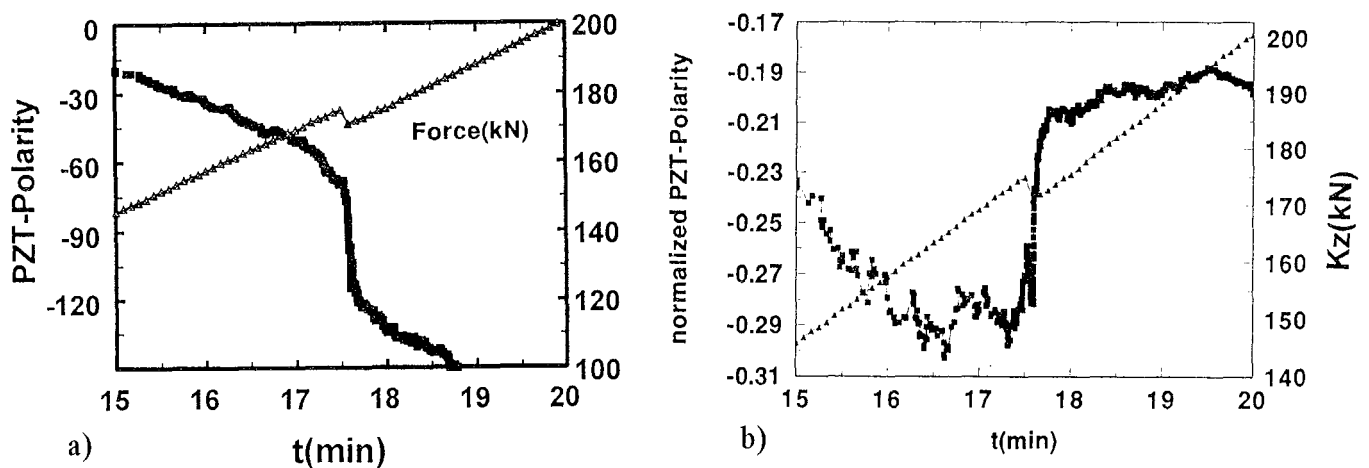 0
-30
-60
-90
-120
PZT-Polarity
200
180
160
140
120
100
Force(kN)
15 16 17 18 19 20
t(min)
a)
-0.17
-0.19
-0.21
-0.23
-0.25
-0.27
-0.29
-0.31
normalized PZT-Polarity
200
190
180
170
160
150
140
Kz(kN)
15 16 17 18 19 20
t(min)
b)